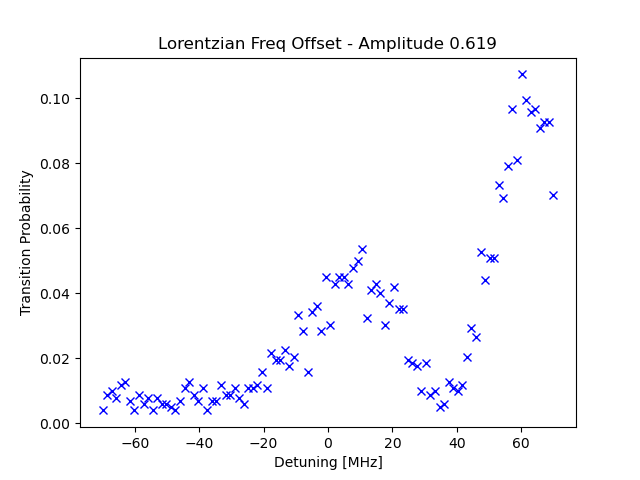 Lorentzian Freq Offset - Amplitude 0.619
0.10
0.08
0.06
0.04
0.02
0.00
Transition Probability
−60 −40 −20 0 20 40 60
Detuning [MHz]